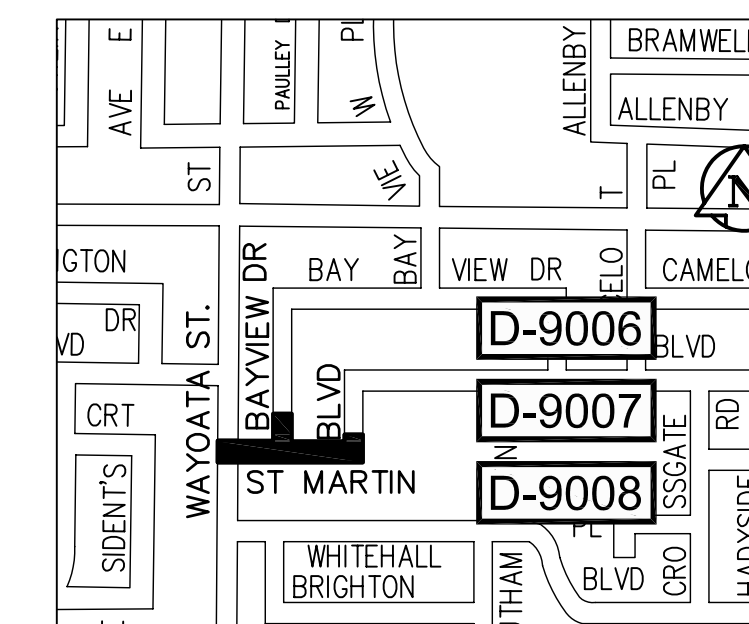 AVE E
PAULLEY
PL
ALLENBY
BRAMWELL
ALLENBY
W
ST
VIE
T
PL
N
GTON
BAYVIEW DR
BAY
BAY
VIEW DR
CELO
CAMELO
DR
VD
WAYOATA ST.
D-9006
BLVD
BLVD
CRT
D-9007
RD
N
SSGATE
ST MARTIN
D-9008
SIDENT'S
PL
WHITEHALL
BRIGHTON
THAM
BLVD
CRO
HADYSIDE